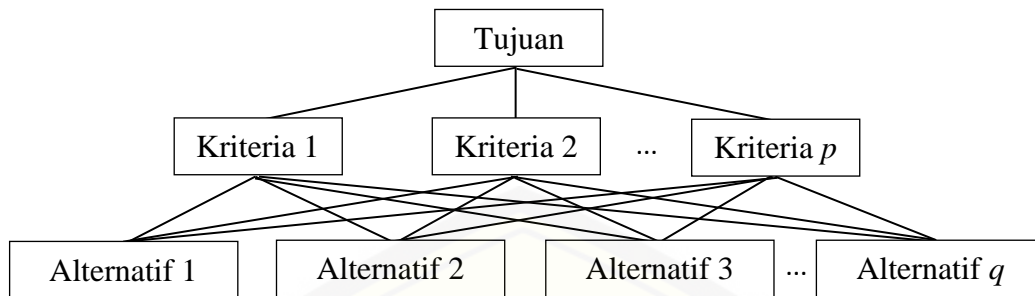 Tujuan
Kriteria 1 Kriteria 2 ... Kriteria p
Alternatif 1 Alternatif 2 Alternatif 3 ... Alternatif q